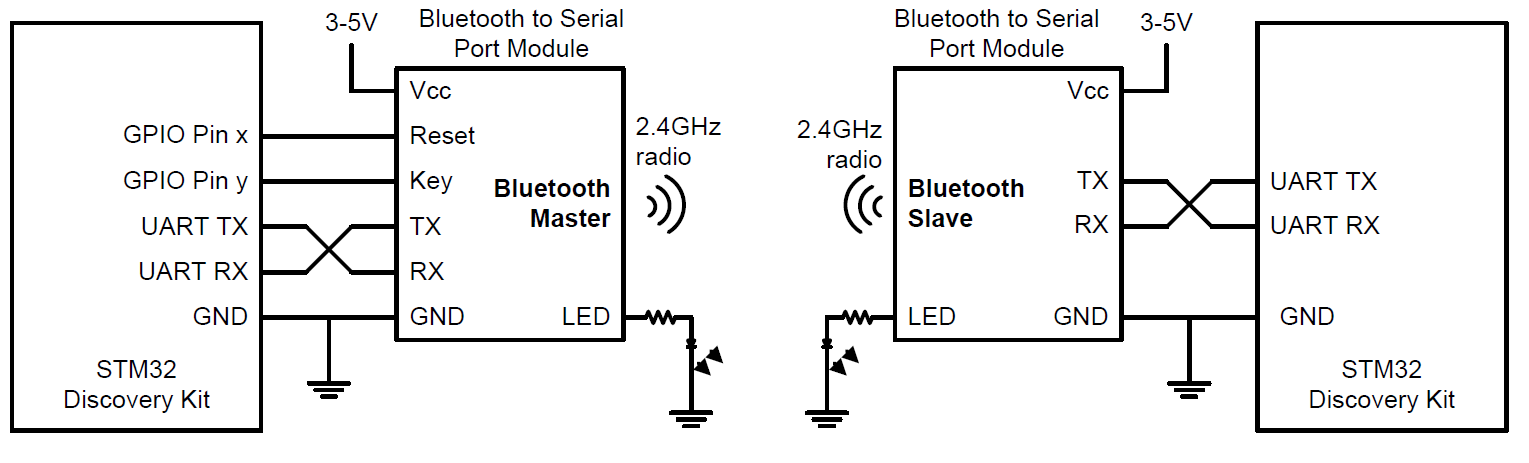 3-5V
Bluetooth to Serial
Port Module
Vcc
GPIO Pin x
Reset
GPIO Pin y
Key
UART TX
TX
UART RX
RX
GND
GND
LED
Bluetooth
Master
2.4GHz
radio
STM32
Discovery Kit
Bluetooth to Serial
Port Module
3-5V
Vcc
2.4GHz
radio
Bluetooth
Slave
TX
UART TX
RX
UART RX
LED
GND
GND
STM32
Discovery Kit